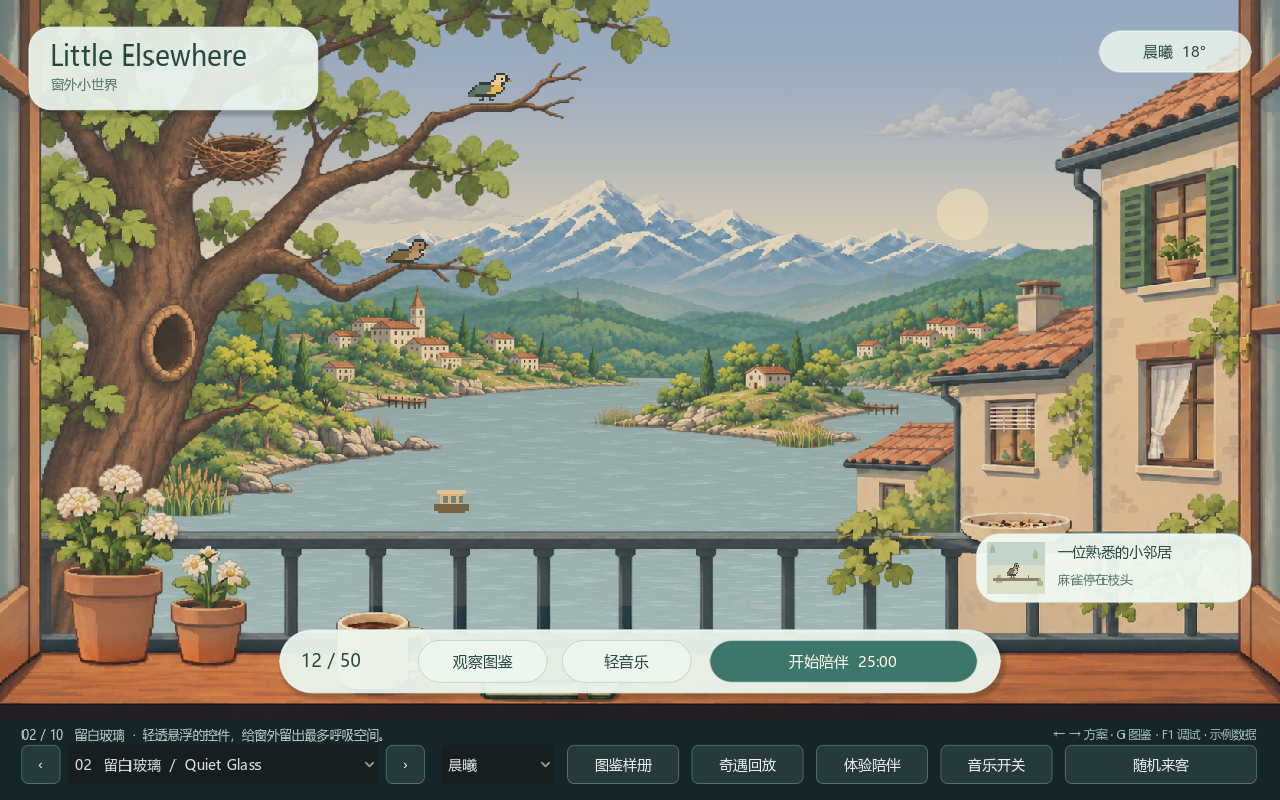 Little Elsewhere
窗外小世界
晨曦 18°
一位熟悉的小邻居
麻雀停在枝头
12 / 50
观察图鉴
轻音乐
开始陪伴 25:00
02 / 10 留白玻璃 · 轻透悬浮的控件，给窗外留出最多呼吸空间。
←→方案 · G 图鉴 · F1 调试 · 示例数据
‹
02 留白玻璃 / Quiet Glass
›
晨曦
图鉴样册
奇遇回放
体验陪伴
音乐开关
随机来客